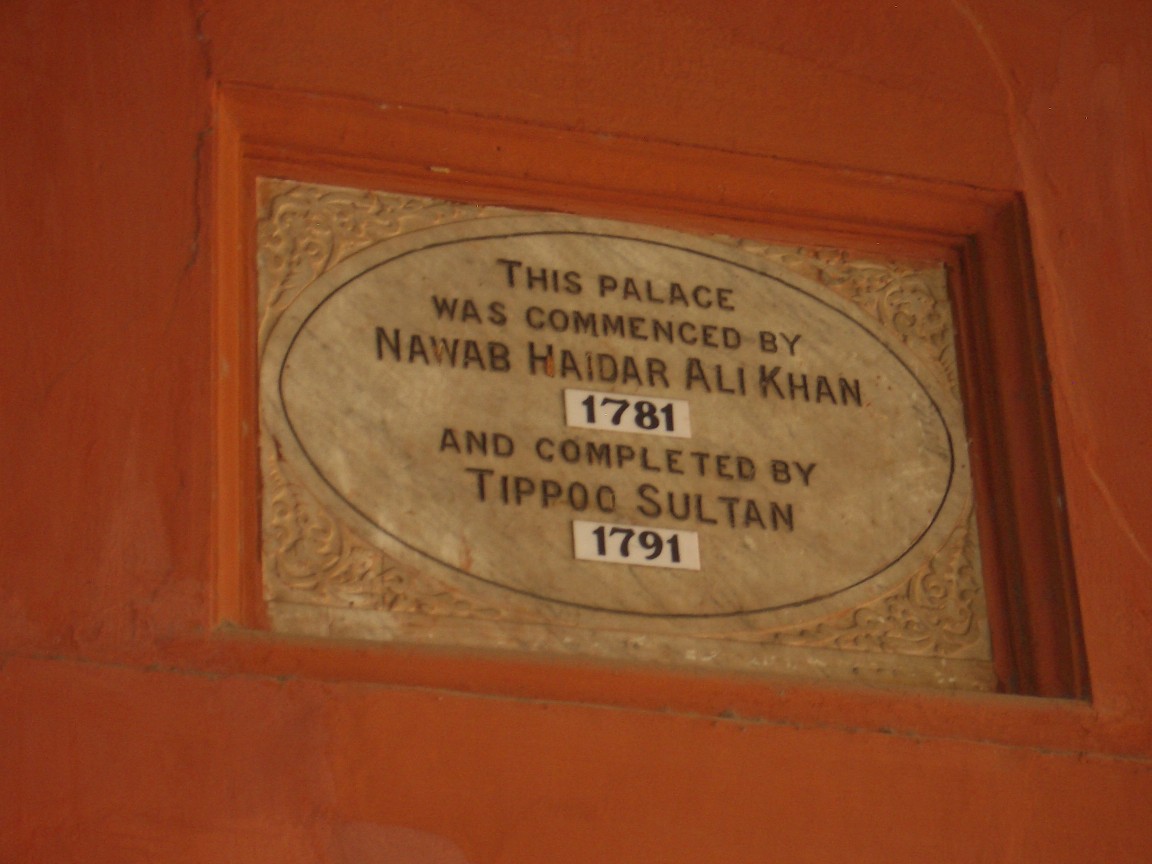 THIS PALACE
WAS COMMENCED BY
NAWAB HAIDAR ALI KHAN
1781
AND COMPLETED BY
TIPPOO SULTAN
1791